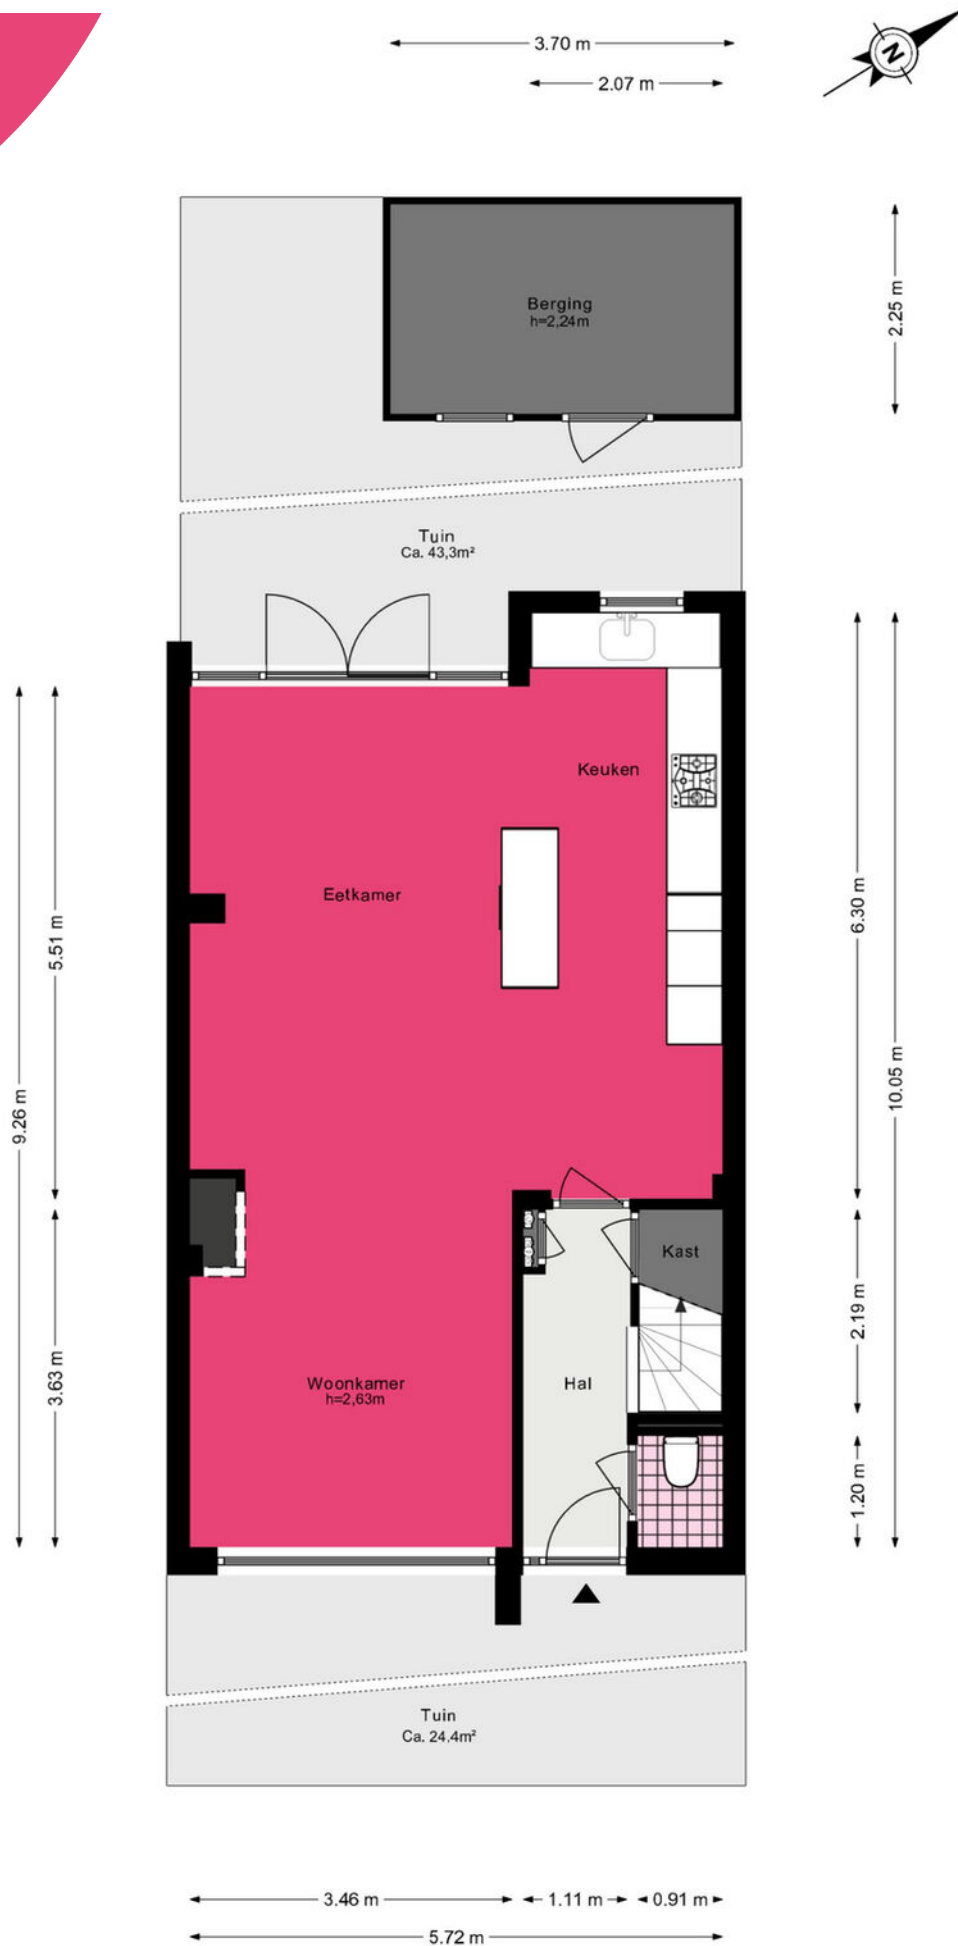 3.70 m
2.07 m
N
Berging
h=2,24m
2.25 m
Tuin
Ca. 43,3m²
Keuken
Eetkamer
6.30 m
5.51 m
10.05 m
9.26 m
Kast
2.19 m
3.63 m
Woonkamer
h=2,63m
Hal
1.20 m
Tuin
Ca. 24,4m²
3.46 m
1.11 m
0.91 m
5.72 m